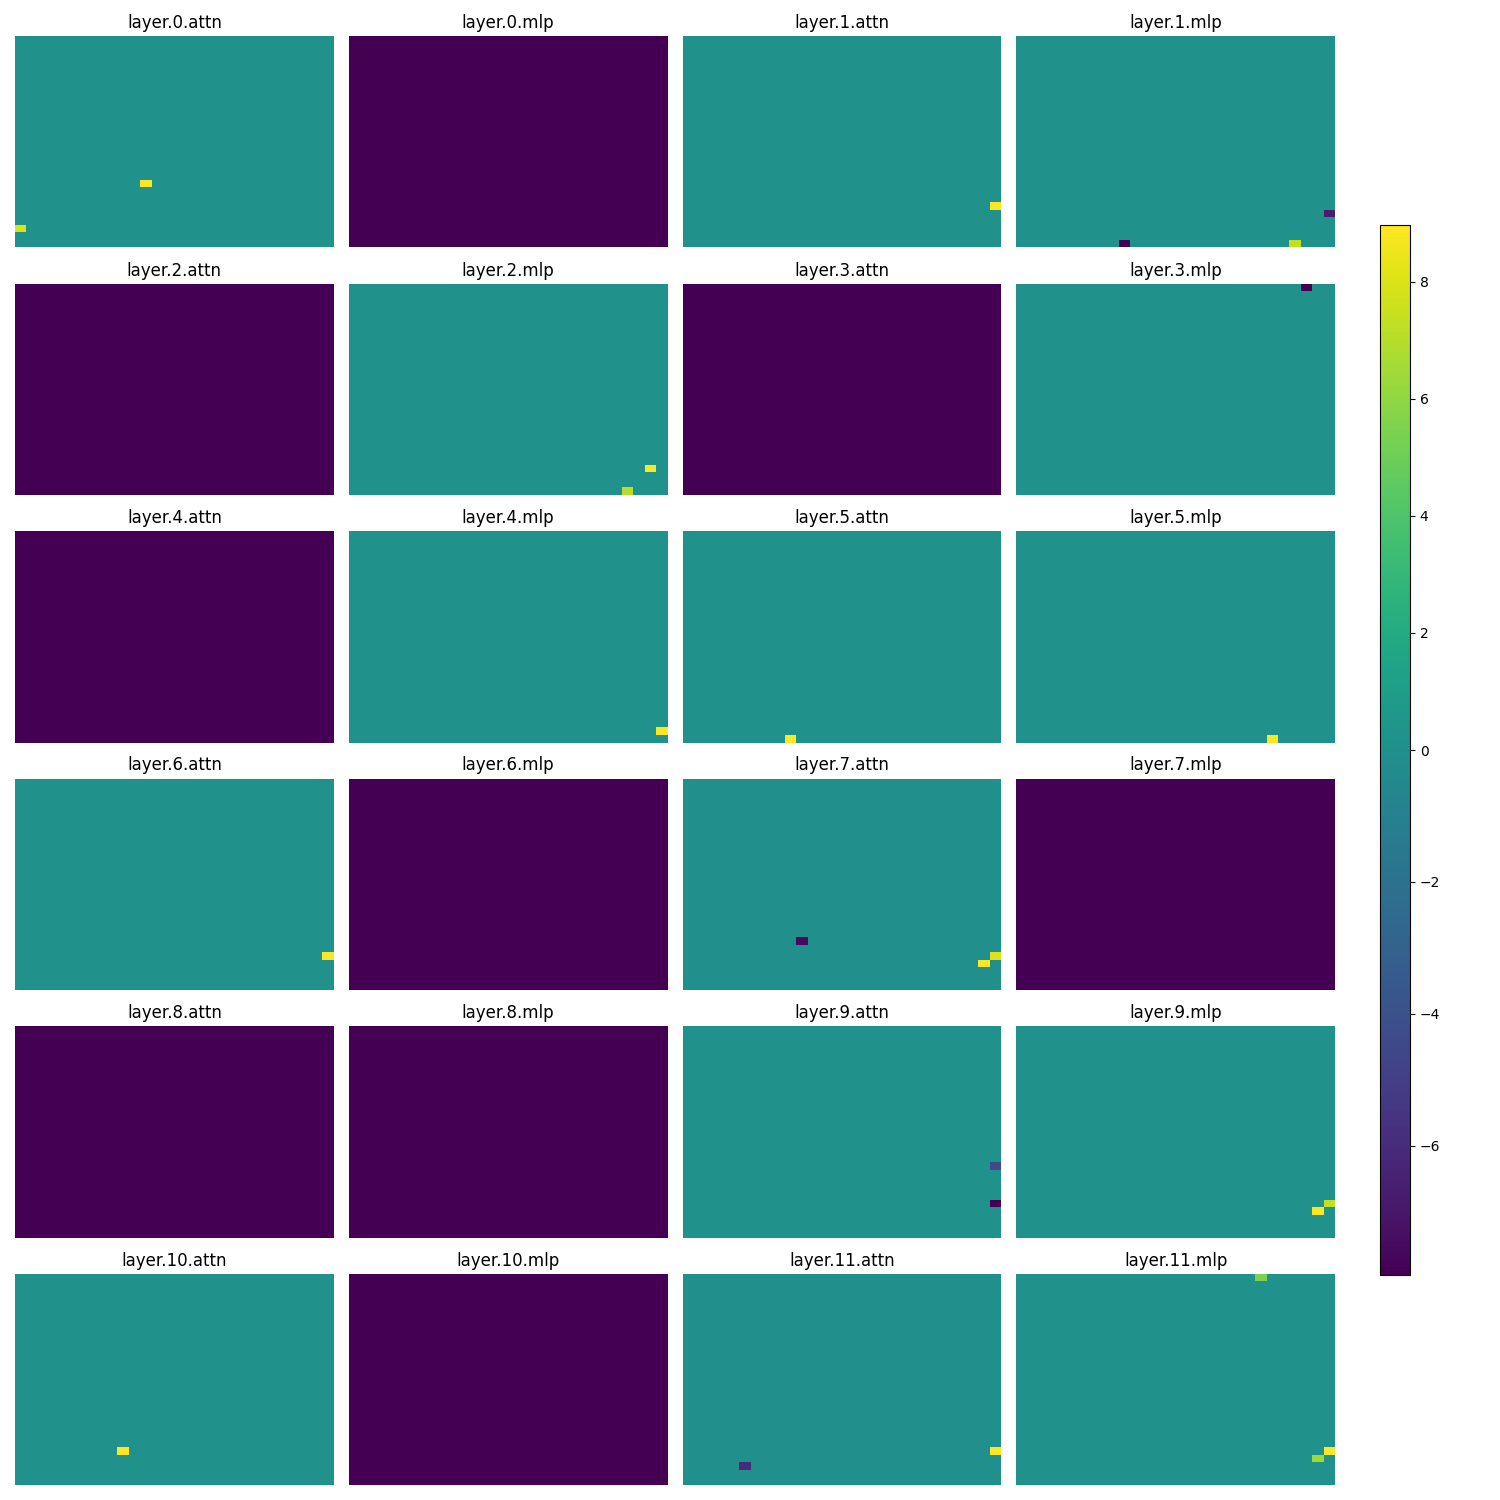 layer.0.attn layer.0.mlp layer.1.attn layer.1.mlp
layer.2.attn layer.2.mlp layer.3.attn layer.3.mlp
layer.4.attn layer.4.mlp layer.5.attn layer.5.mlp
layer.6.attn layer.6.mlp layer.7.attn layer.7.mlp
layer.8.attn layer.8.mlp layer.9.attn layer.9.mlp
layer.10.attn layer.10.mlp layer.11.attn layer.11.mlp
8
6
4
2
0
−2
−4
−6